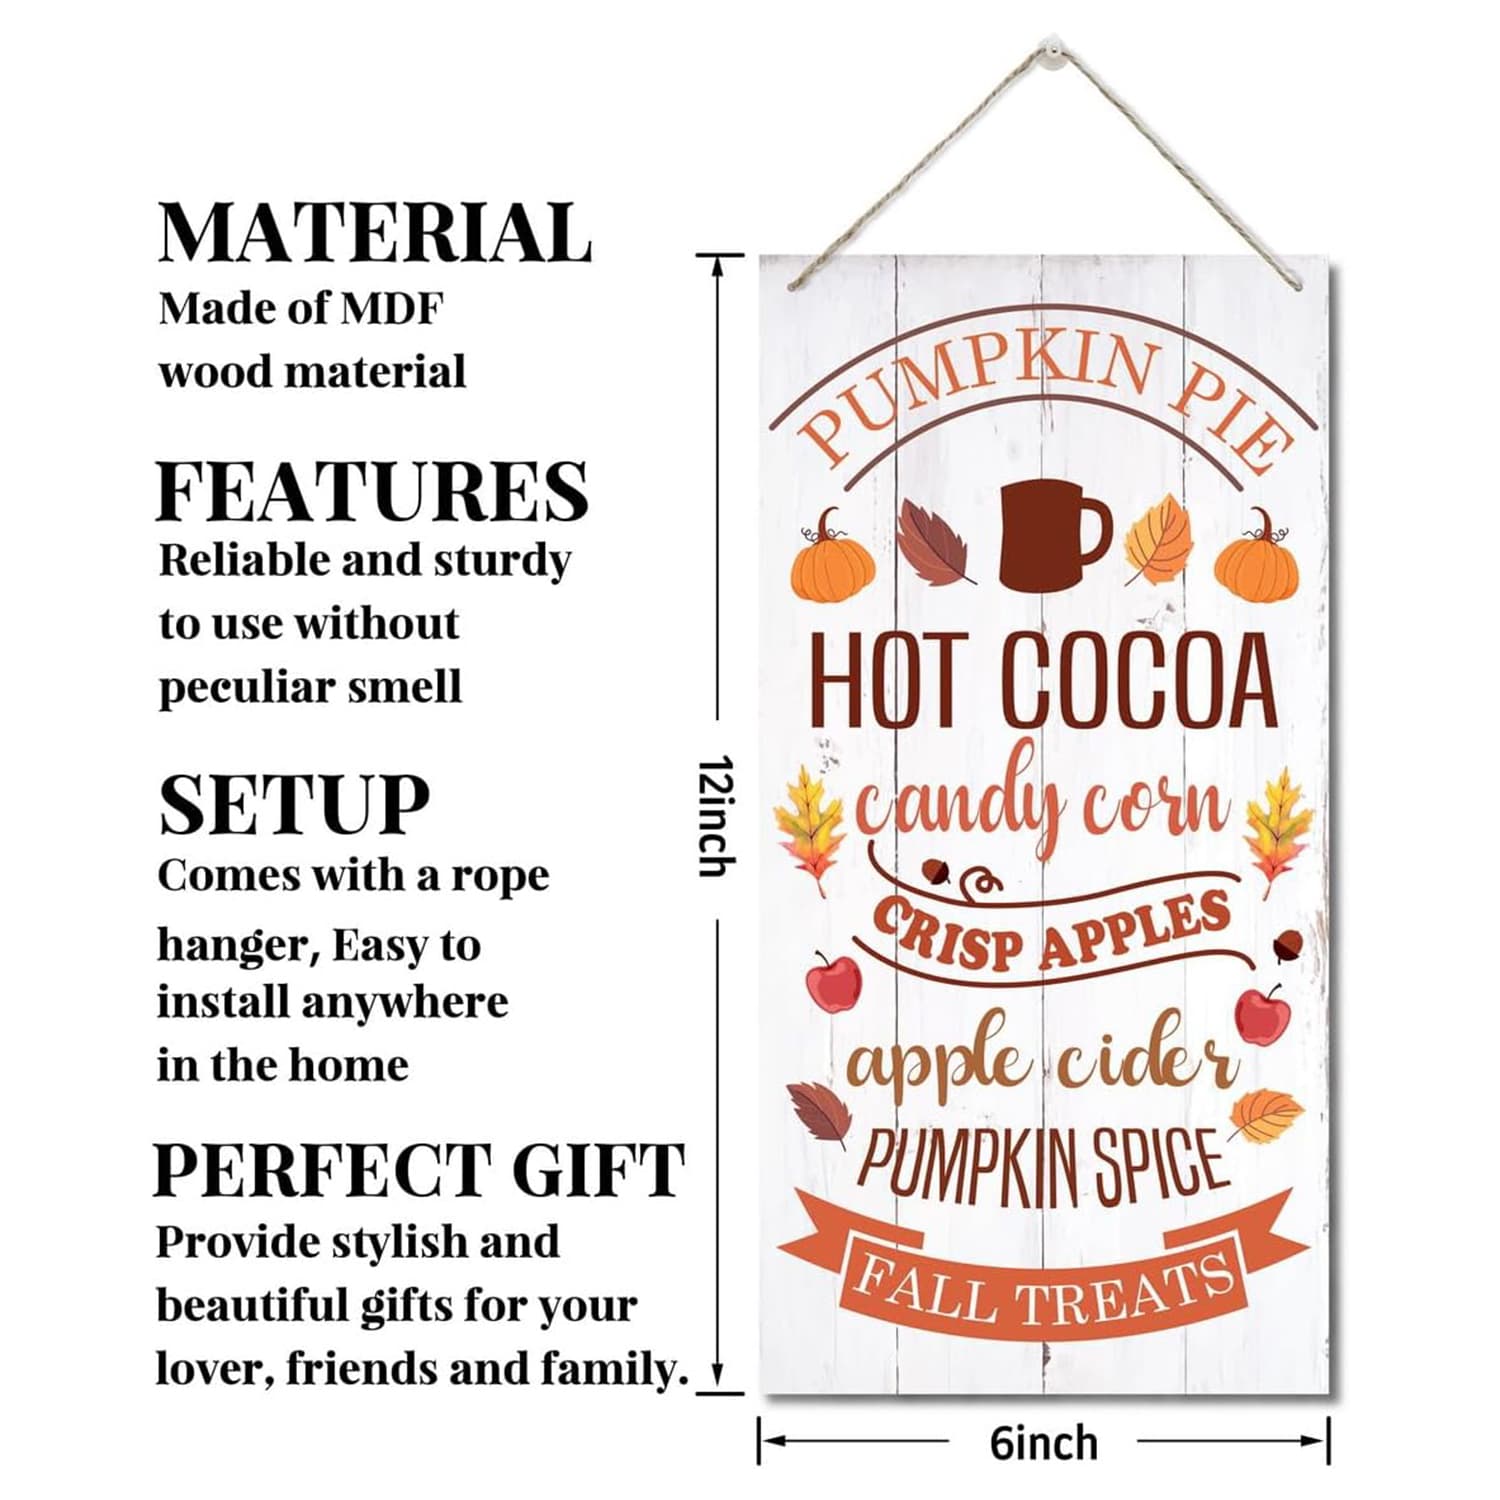 MATERIAL
Made of MDF
wood material
FEATURES
Reliable and sturdy
to use without
peculiar smell
SETUP
Comes with a rope
hanger, Easy to
install anywhere
in the home
PERFECT GIFT
Provide stylish and
beautiful gifts for your
lover, friends and family.
12inch
PUMPKIN PIE
HOT COCOA
candy corn
CRISP APPLES
apple cider
PUMPKIN SPICE
FALL TREATS
6inch